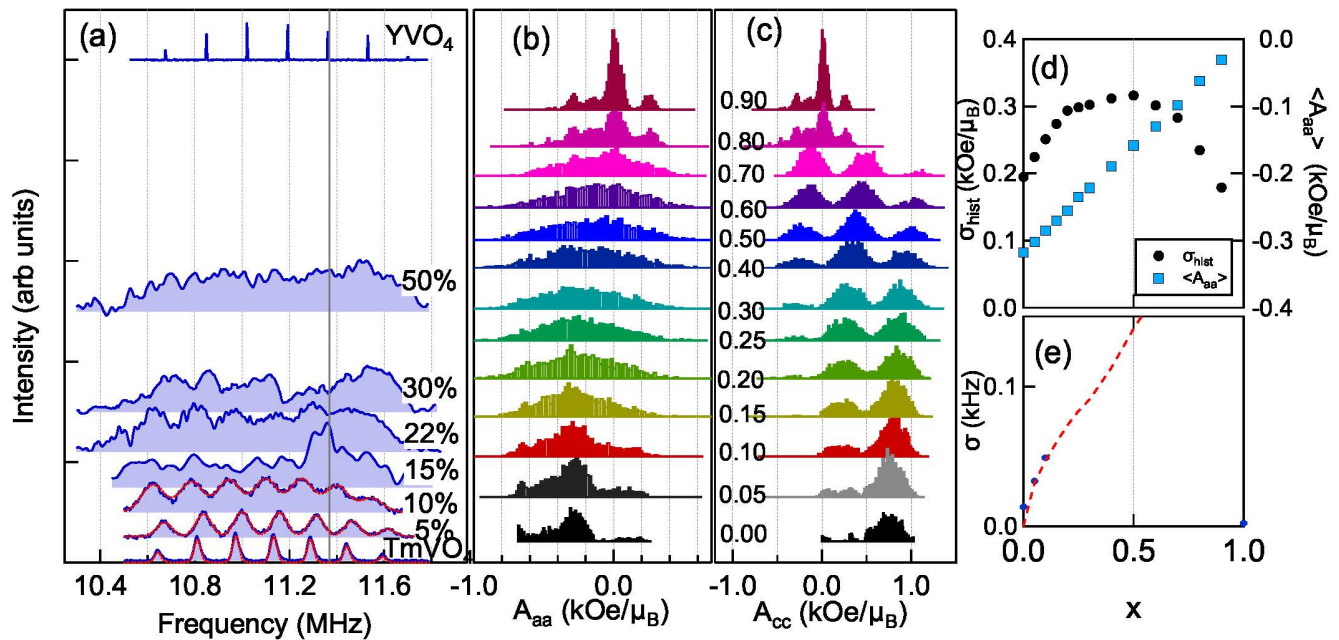 (a)
YVO4
50%
30%
22%
15%
10%
5%
TmVO4
Intensity (arb units)
10.4 10.8 11.2 11.6
Frequency (MHz)
(b)
-1.0 0.0
Aaa (kOe/μB)
(c)
0.90
0.80
0.70
0.60
0.50
0.40
0.30
0.25
0.20
0.15
0.10
0.05
0.00
-1.0 0.0 1.0
Acc (kOe/μB)
(d)
0.4
0.3
0.2
0.1
0.0
σhist (kOe/μB)
0.0
-0.1
-0.2
-0.3
-0.4
<Aaa> (kOe/μB)
σhist
<Aaa>
(e)
0.1
0.0
σ (kHz)
0.0 0.5 1.0
x